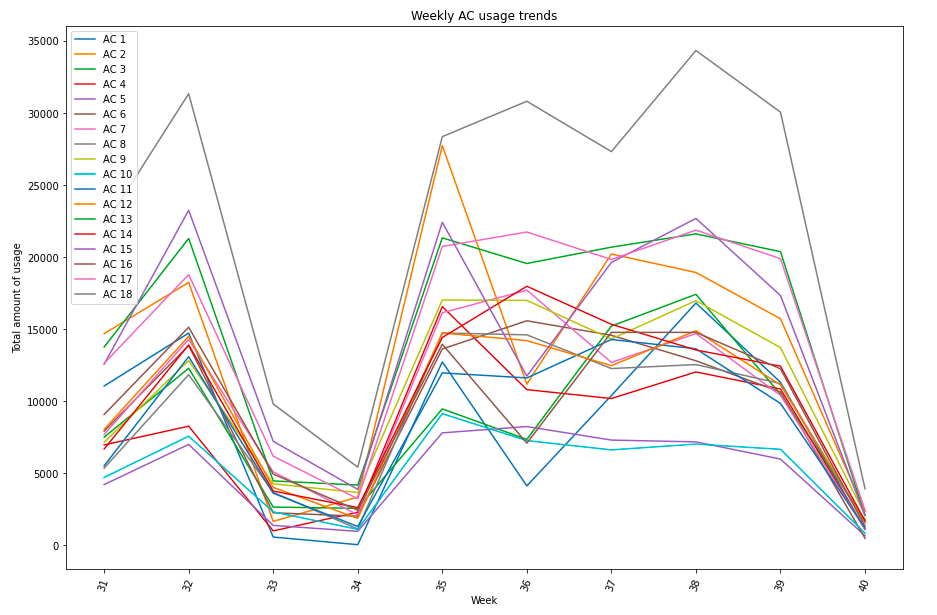 Weekly AC usage trends
AC 1
AC 2
AC 3
AC 4
AC 5
AC 6
AC 7
AC 8
AC 9
AC 10
AC 11
AC 12
AC 13
AC 14
AC 15
AC 16
AC 17
AC 18
Total amount of usage
35000
30000
25000
20000
15000
10000
5000
0
31
32
33
34
35
36
37
38
39
40
Week